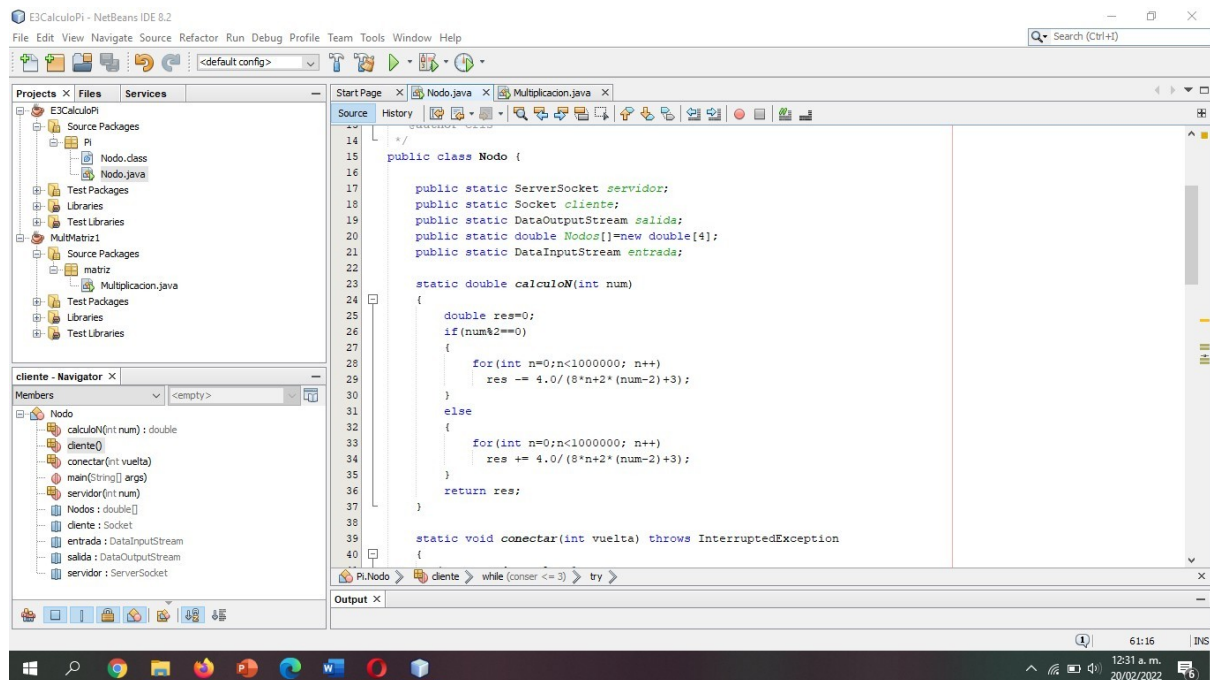 E3CalculoPi - NetBeans IDE 8.2
File Edit View Navigate Source Refactor Run Debug Profile Team Tools Window Help
Search (Ctrl+I)
<default config>
Projects Files Services
E3CalculoPi
Source Packages
Pi
Nodo.class
Nodo.java
Test Packages
Libraries
Test Libraries
MultMatriz1
Source Packages
matriz
Multiplicacion.java
Test Packages
Libraries
Test Libraries
cliente - Navigator
Members <empty>
Nodo
calculoN(int num) : double
cliente()
conectar(int vuelta)
main(String[] args)
servidor(int num)
Nodos : double[]
cliente : Socket
entrada : DataInputStream
salida : DataOutputStream
servidor : ServerSocket
Start Page Nodo.java Multiplicacion.java
Source History
14 */
15 public class Nodo {
16
17 public static ServerSocket servidor;
18 public static Socket cliente;
19 public static DataOutputStream salida;
20 public static double Nodos[]=new double[4];
21 public static DataInputStream entrada;
22
23 static double calculoN(int num)
24 {
25 double res=0;
26 if(num%2==0)
27 {
28 for(int n=0;n<1000000; n++)
29 res -= 4.0/(8*n+2*(num-2)+3);
30 }
31 else
32 {
33 for(int n=0;n<1000000; n++)
34 res += 4.0/(8*n+2*(num-2)+3);
35 }
36 return res;
37 }
38
39 static void conectar(int vuelta) throws InterruptedException
40 {
Pi.Nodo cliente while (conser <= 3) try
Output
1 61:16 INS
12:31 a. m.
20/02/2022
6